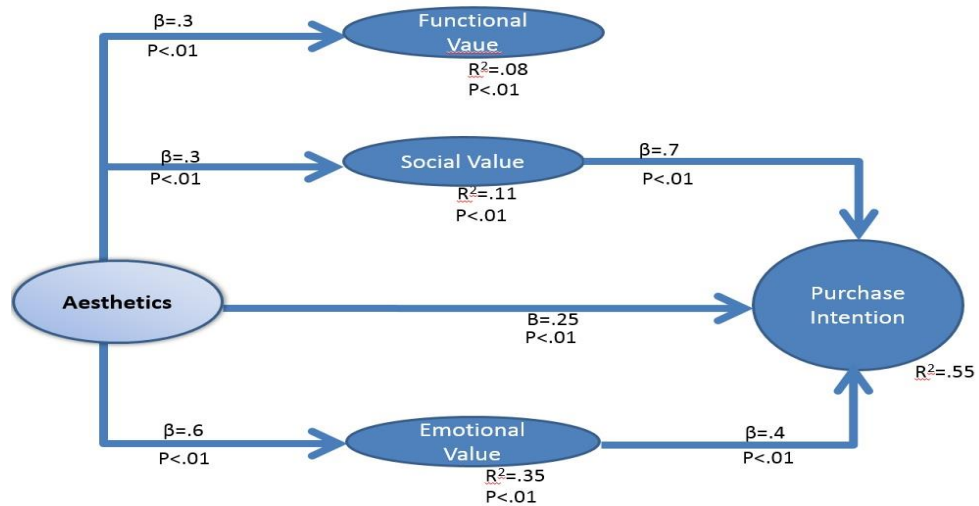 β=.3
P<.01
Functional
Vaue
R²=.08
P<.01
β=.3
P<.01
Social Value
R²=.11
P<.01
β=.7
P<.01
Aesthetics
B=.25
P<.01
Purchase
Intention
R²=.55
β=.6
P<.01
Emotional
Value
R²=.35
P<.01
β=.4
P<.01